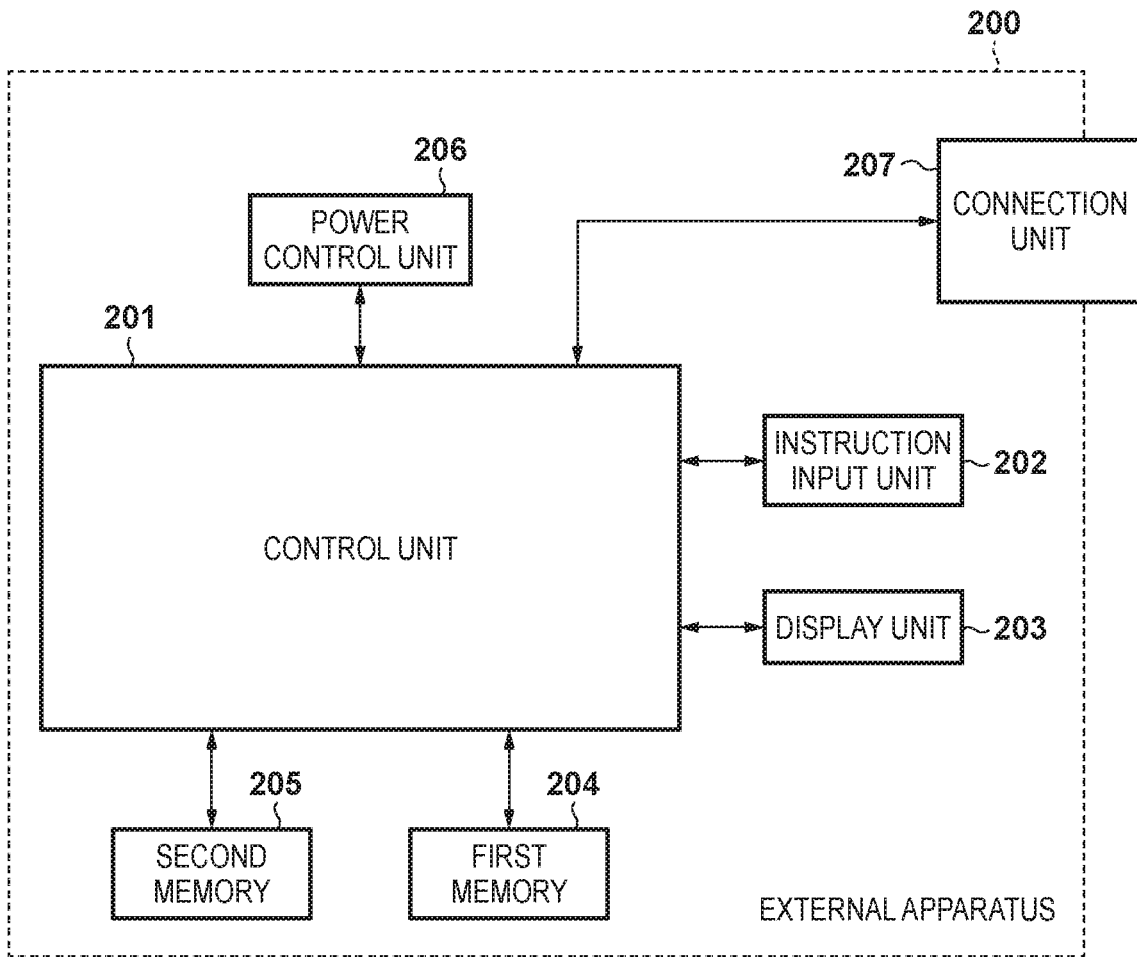 200
206
207
POWER
CONTROL UNIT
CONNECTION
UNIT
201
CONTROL UNIT
INSTRUCTION
INPUT UNIT
202
DISPLAY UNIT
203
205
204
SECOND
MEMORY
FIRST
MEMORY
EXTERNAL APPARATUS